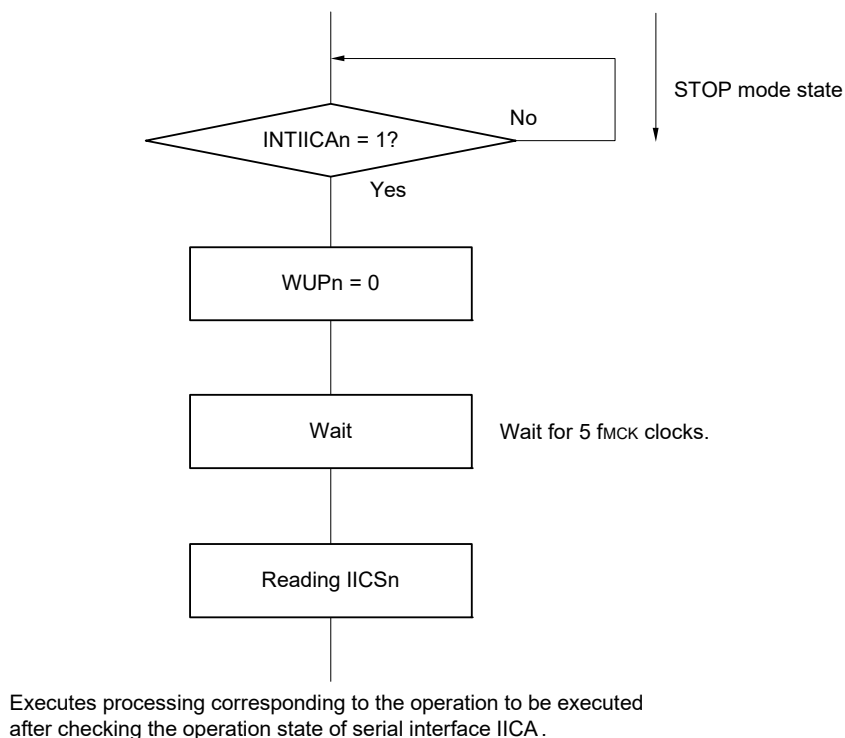 STOP mode state
No
INTIICAn = 1?
Yes
WUPn = 0
Wait
Wait for 5 fMCK clocks.
Reading IICSn
Executes processing corresponding to the operation to be executed
after checking the operation state of serial interface IICA.